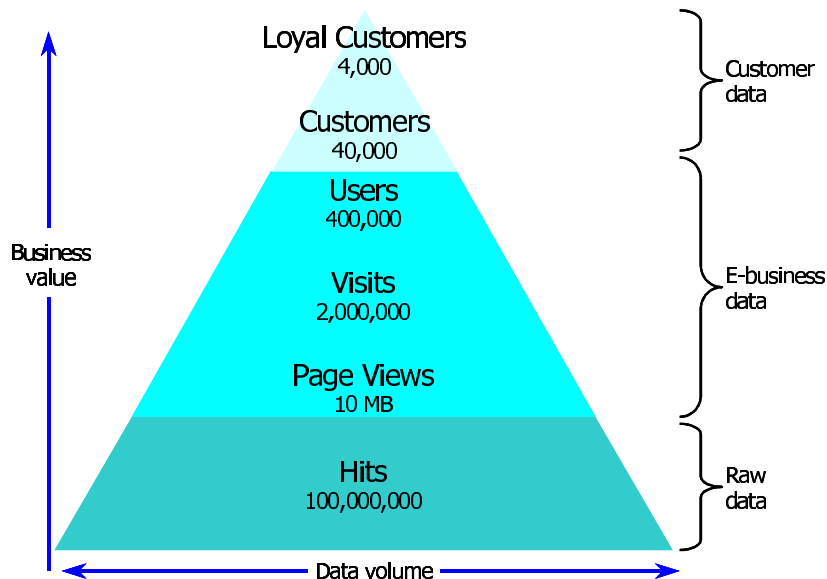 Loyal Customers
4,000
Customer
data
Customers
40,000
Users
400,000
Business
value
Visits
2,000,000
E-business
data
Page Views
10 MB
Hits
100,000,000
Raw
data
Data volume